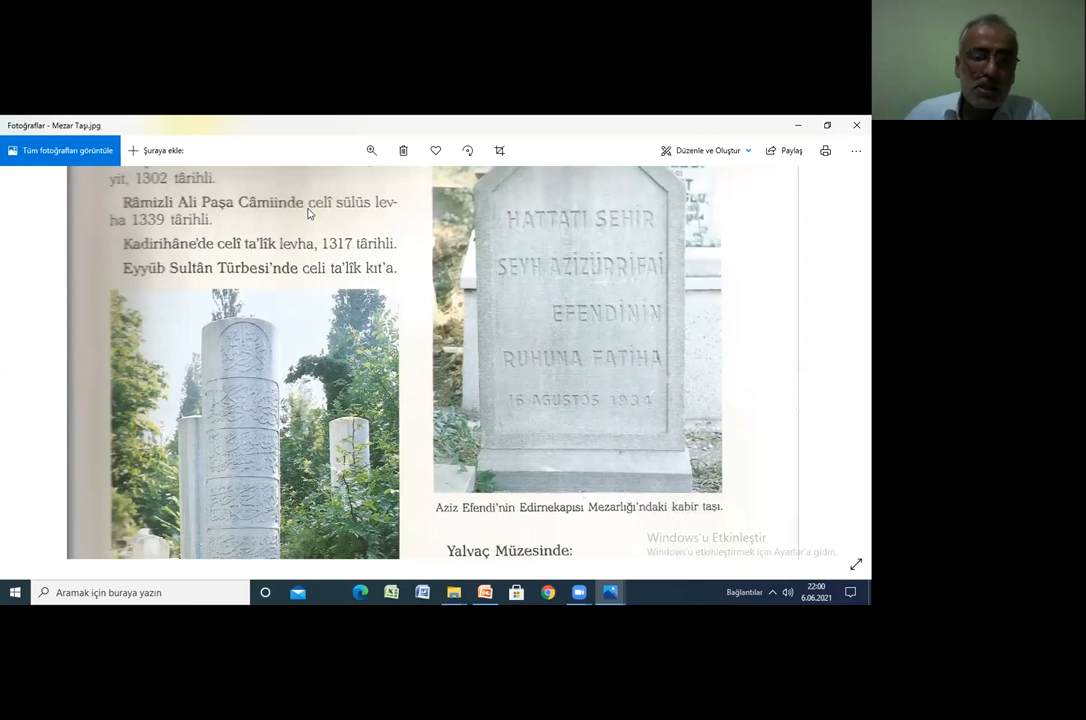 Fotoğraflar - Mezar Taşı.jpg
Tüm fotoğrafları görüntüle
Şuraya ekle:
Düzenle ve Oluştur
Paylaş
yit, 1302 târihli.
Râmizli Ali Paşa Câmiinde celî sülüs lev-
ha 1339 târihli.
Kadirihâne'de celî ta'lîk levha, 1317 târihli.
Eyyüb Sultân Türbesi'nde celi ta'lîk kıt'a.
HATTATI SEHİR
SEYH AZİZÜRRİFAİ
EFENDİNİN
RUHUNA FATİHA
16 AGUSTOS 1934
Aziz Efendi'nin Edirnekapısı Mezarlığı'ndaki kabir taşı.
Yalvaç Müzesinde:
Windows'u Etkinleştir
Windows'u etkinleştirmek için Ayarlar'a gidin.
Aramak için buraya yazın
Bağlantılar
22:00
6.06.2021